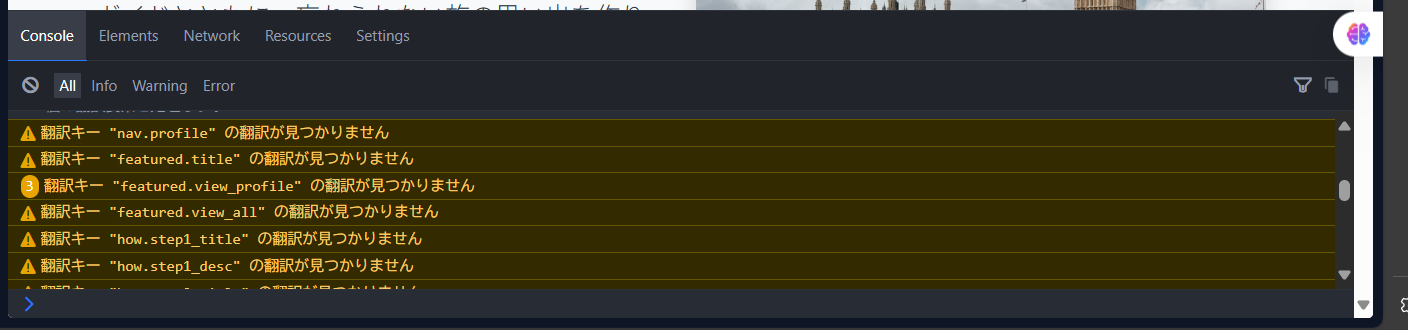 Console Elements Network Resources Settings
All Info Warning Error
翻訳キー "nav.profile" の翻訳が見つかりません
翻訳キー "featured.title" の翻訳が見つかりません
3 翻訳キー "featured.view_profile" の翻訳が見つかりません
翻訳キー "featured.view_all" の翻訳が見つかりません
翻訳キー "how.step1_title" の翻訳が見つかりません
翻訳キー "how.step1_desc" の翻訳が見つかりません